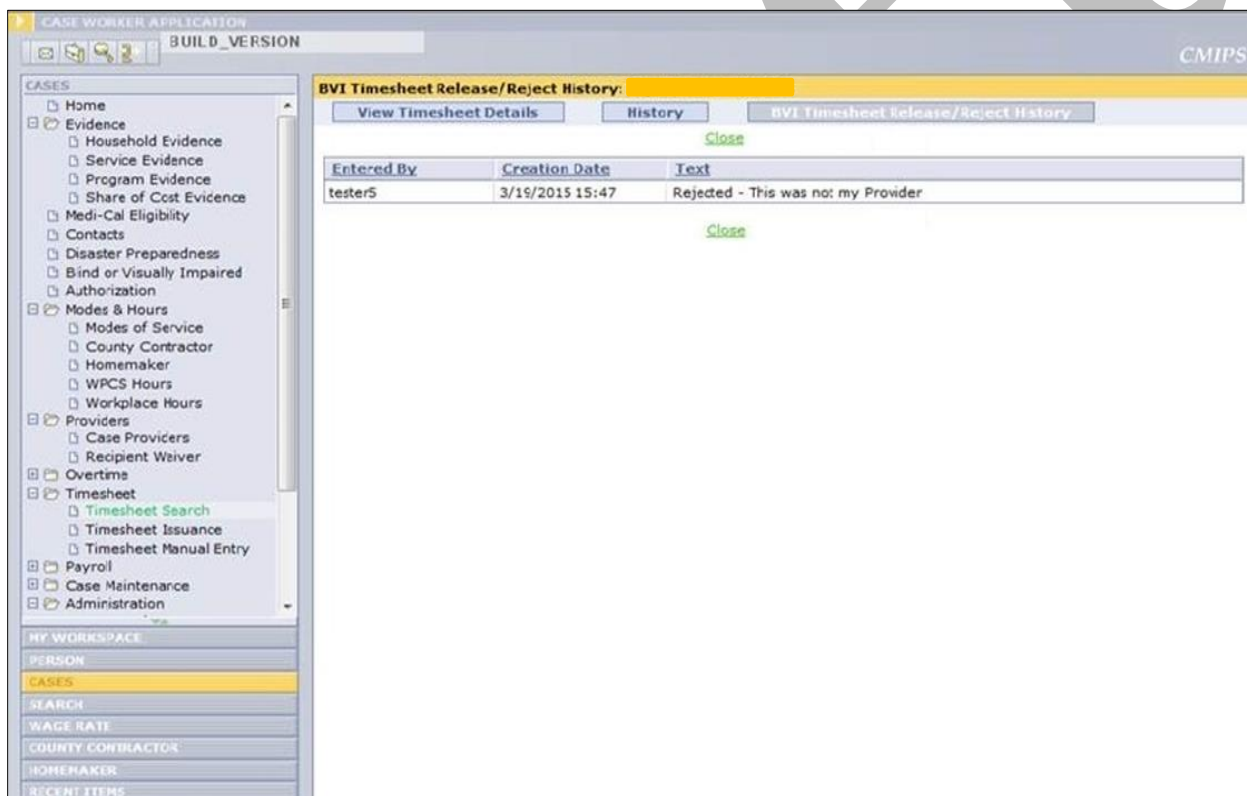 CASE WORKER APPLICATION
BUILD_VERSION
CMIPS
CASES
Home
Evidence
Household Evidence
Service Evidence
Program Evidence
Share of Cost Evidence
Medi-Cal Eligibility
Contacts
Disaster Preparedness
Bind or Visually Impaired
Authorization
Modes & Hours
Modes of Service
County Contractor
Homemaker
WPCS Hours
Workplace Hours
Providers
Case Providers
Recipient Waiver
Overtime
Timesheet
Timesheet Search
Timesheet Issuance
Timesheet Manual Entry
Payroll
Case Maintenance
Administration
MY WORKSPACE
PERSON
CASES
SEARCH
WAGE RATE
COUNTY CONTRACTOR
HOMEMAKER
RECENT ITEMS
BVI Timesheet Release/Reject History:
View Timesheet Details History BVI Timesheet Release/Reject History
Close
Entered By Creation Date Text
tester5 3/19/2015 15:47 Rejected - This was not my Provider
Close